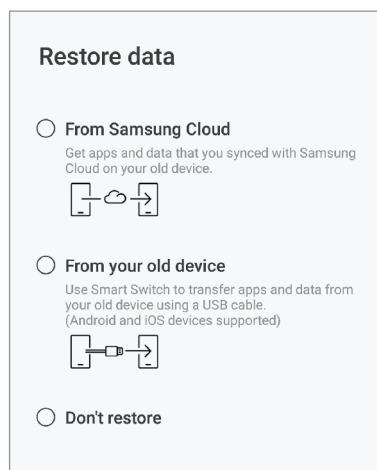 Restore data
From Samsung Cloud
Get apps and data that you synced with Samsung
Cloud on your old device.
From your old device
Use Smart Switch to transfer apps and data from
your old device using a USB cable.
(Android and iOS devices supported)
Don't restore